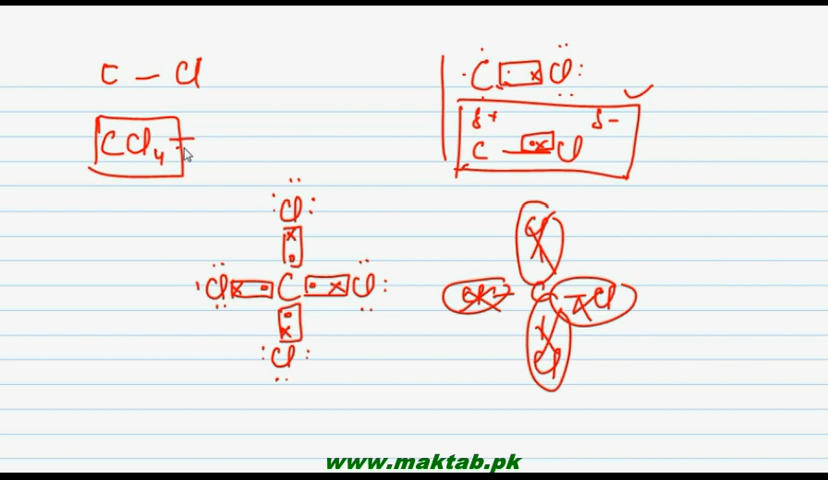 C - Cl
C Cl
δ+ δ-
C Cl
CCl4
Cl
Cl C Cl
Cl
Cl
C Cl
Cl
www.maktab.pk